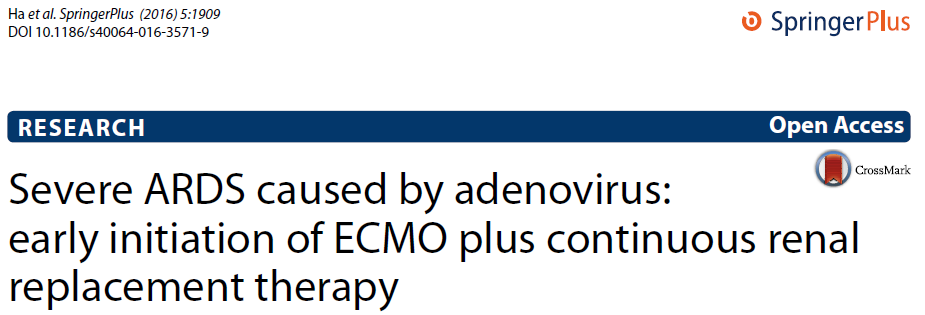 Ha et al. SpringerPlus (2016) 5:1909
DOI 10.1186/s40064-016-3571-9
SpringerPlus
RESEARCH
Open Access
CrossMark
Severe ARDS caused by adenovirus:
early initiation of ECMO plus continuous renal
replacement therapy